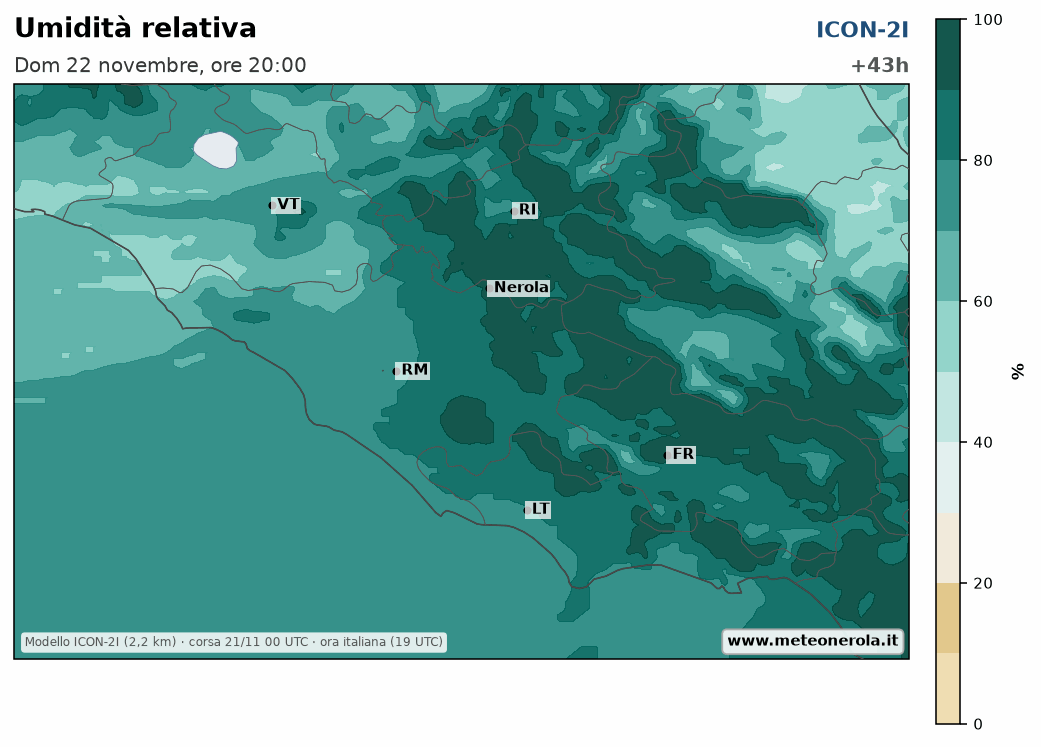 Umidità relativa
ICON-2I
Dom 22 novembre, ore 20:00
+43h
100
80
60
40
20
0
%
VT
RI
Nerola
RM
FR
LT
Modello ICON-2I (2,2 km) · corsa 21/11 00 UTC · ora italiana (19 UTC)
www.meteonerola.it